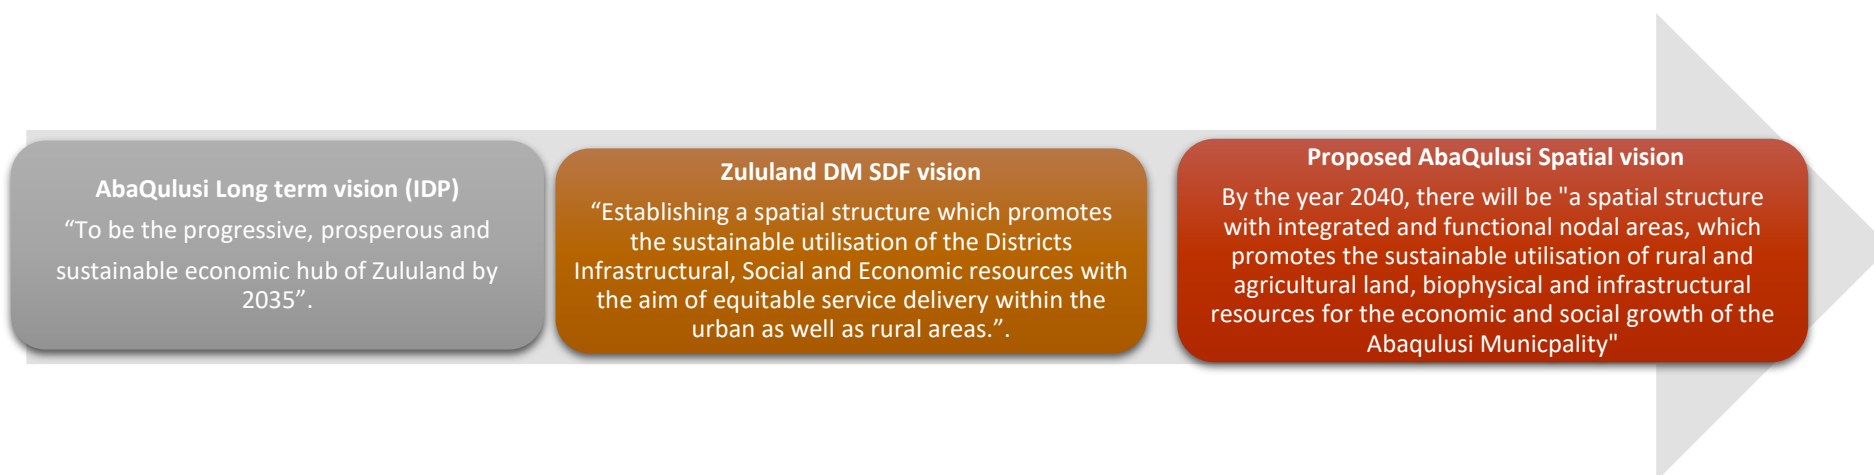 AbaQulusi Long term vision (IDP)
“To be the progressive, prosperous and
sustainable economic hub of Zululand by
2035”.
Zululand DM SDF vision
“Establishing a spatial structure which promotes
the sustainable utilisation of the Districts
Infrastructural, Social and Economic resources with
the aim of equitable service delivery within the
urban as well as rural areas.”.
Proposed AbaQulusi Spatial vision
By the year 2040, there will be "a spatial structure
with integrated and functional nodal areas, which
promotes the sustainable utilisation of rural and
agricultural land, biophysical and infrastructural
resources for the economic and social growth of the
Abaqulusi Municpality"